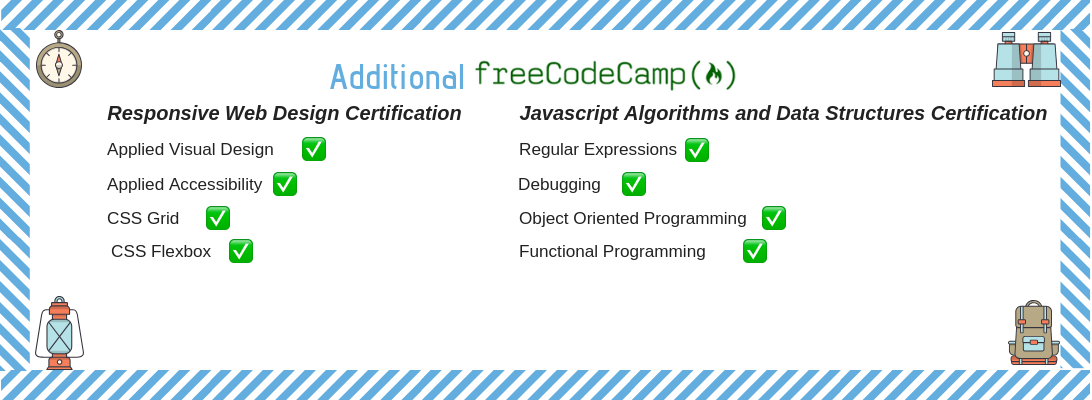 Additional freeCodeCamp(🔥)
Responsive Web Design Certification
Applied Visual Design ✅
Applied Accessibility ✅
CSS Grid ✅
CSS Flexbox ✅
Javascript Algorithms and Data Structures Certification
Regular Expressions ✅
Debugging ✅
Object Oriented Programming ✅
Functional Programming ✅